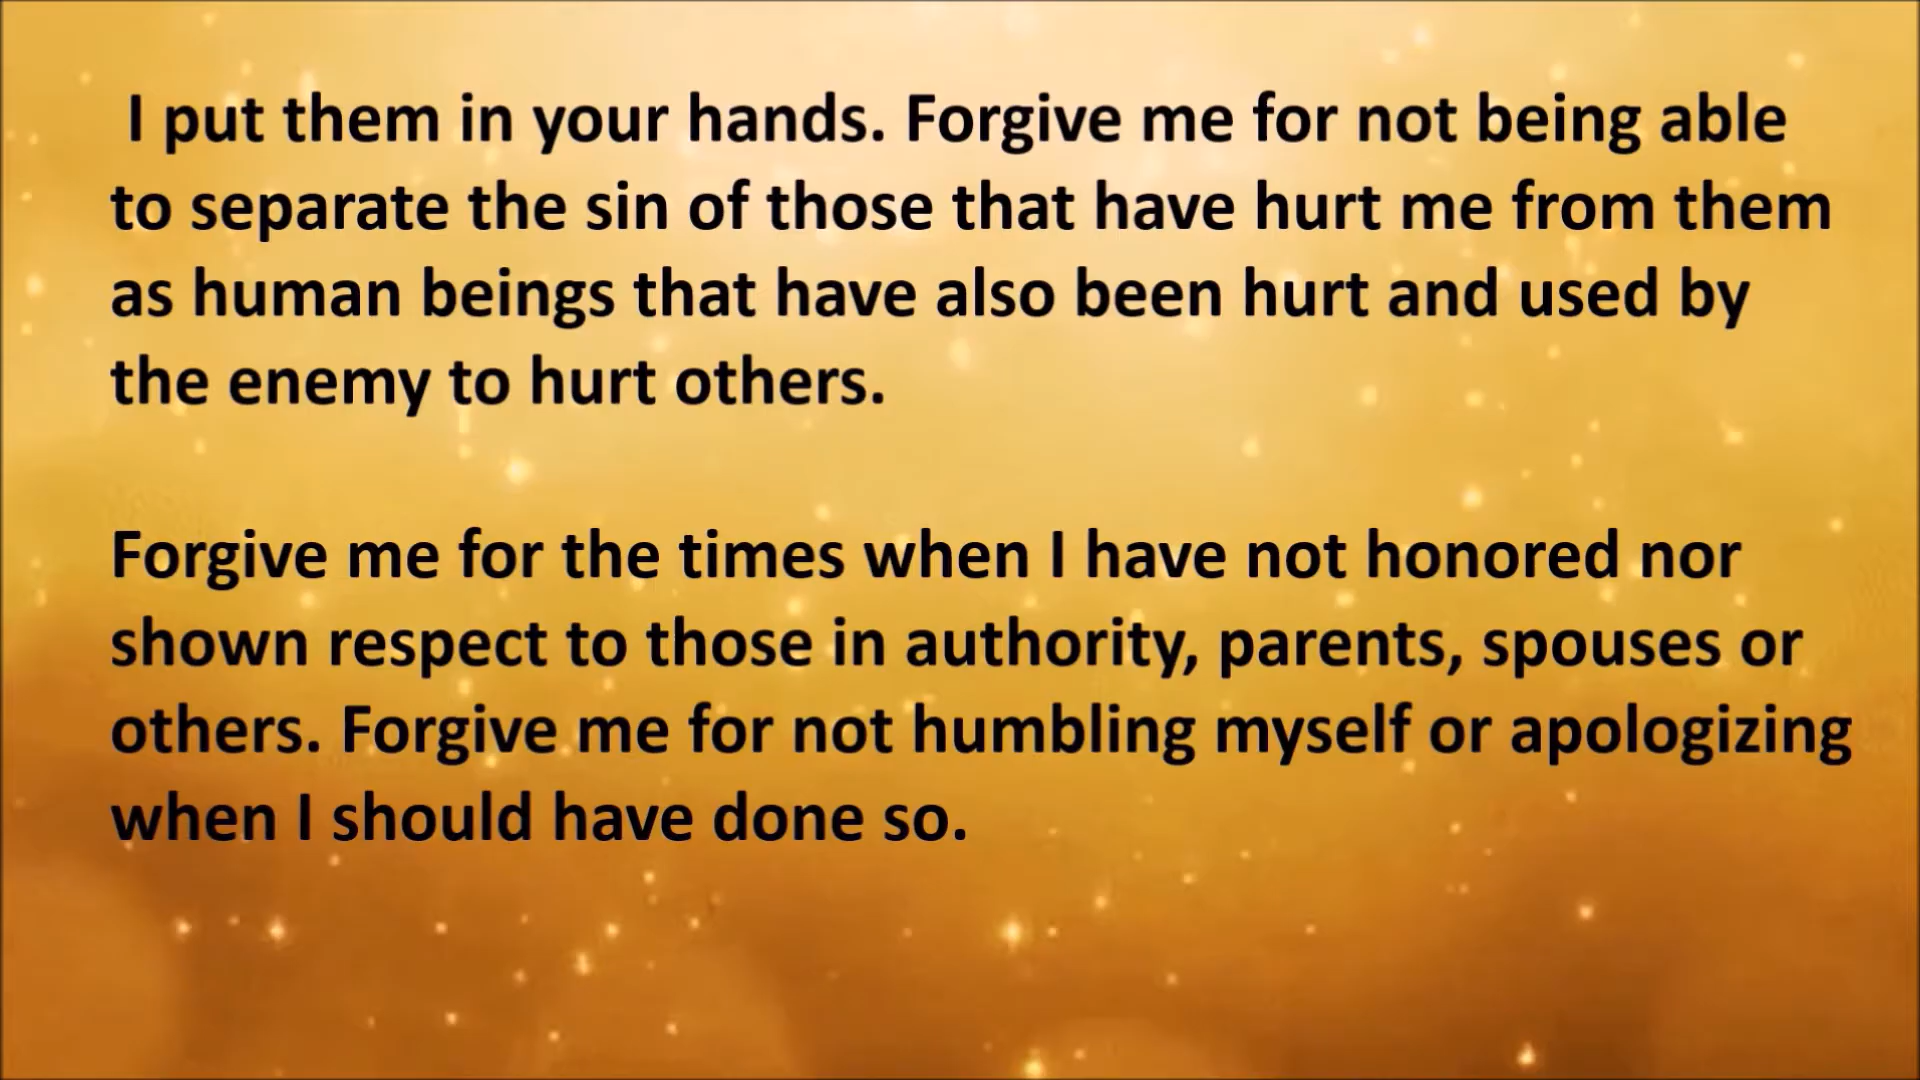 I put them in your hands. Forgive me for not being able
to separate the sin of those that have hurt me from them
as human beings that have also been hurt and used by
the enemy to hurt others.
Forgive me for the times when I have not honored nor
shown respect to those in authority, parents, spouses or
others. Forgive me for not humbling myself or apologizing
when I should have done so.